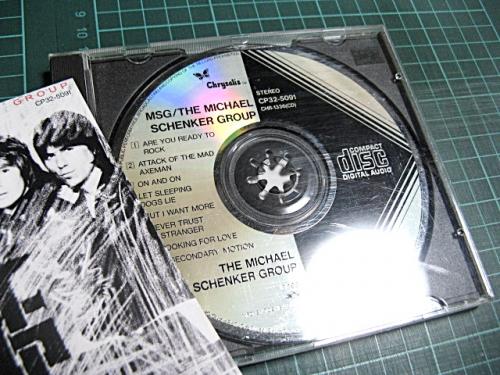 GROUP
CP32-5091
Chrysalis
STEREO
CP32-5091
CHR-1336(CD)
MSG/THE MICHAEL
SCHENKER GROUP
1 ARE YOU READY TO
ROCK
2 ATTACK OF THE MAD
AXEMAN
ON AND ON
LET SLEEPING
DOGS LIE
BUT I WANT MORE
NEVER TRUST
STRANGER
LOOKING FOR LOVE
SECONDARY MOTION
COMPACT
disc
DIGITAL AUDIO
THE MICHAEL
SCHENKER GROUP